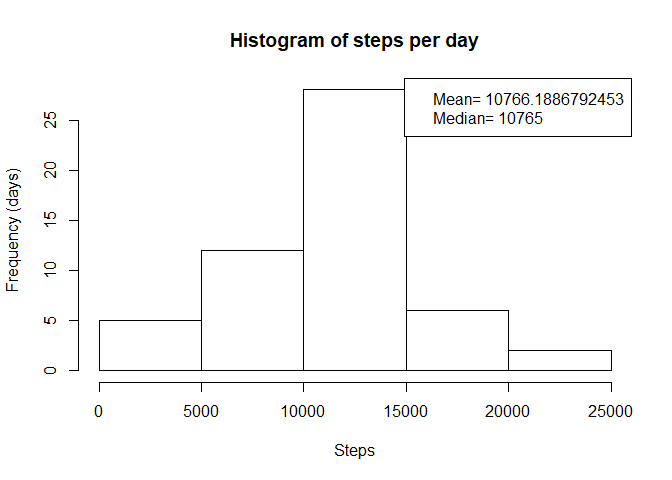 Histogram of steps per day
Mean= 10766.1886792453
Median= 10765
Frequency (days)
25
20
15
10
5
0
0 5000 10000 15000 20000 25000
Steps